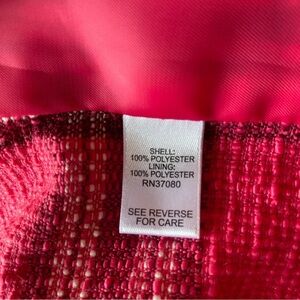 SHELL:
100% POLYESTER
LINING:
100% POLYESTER
RN37080
SEE REVERSE
FOR CARE